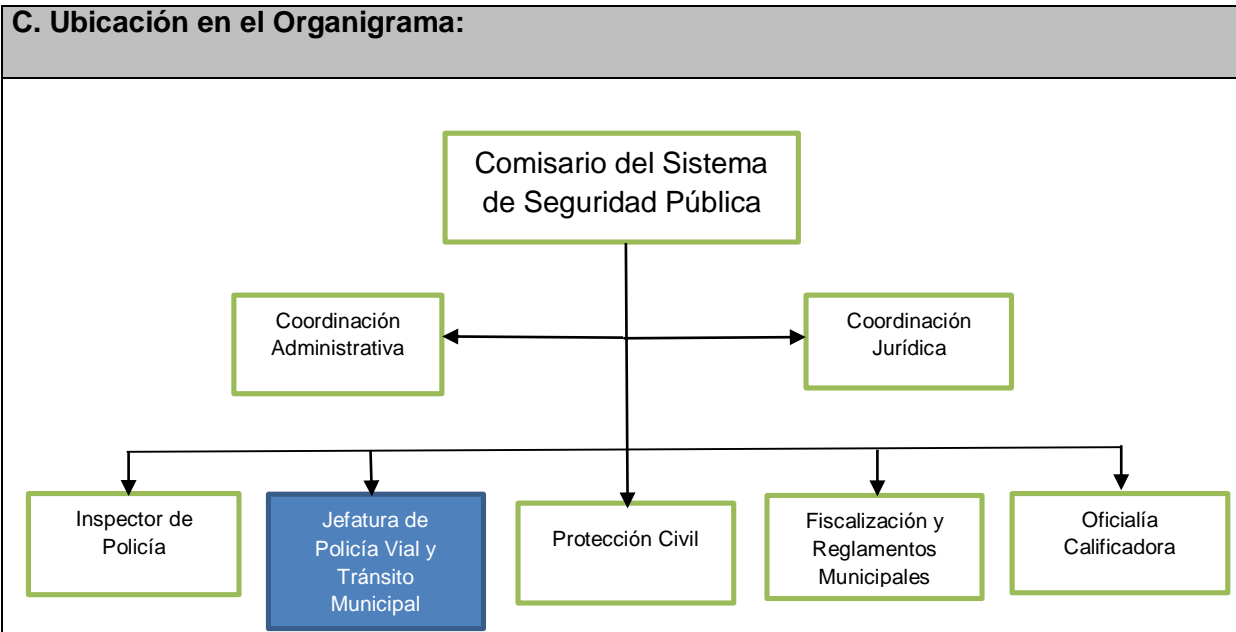 C. Ubicación en el Organigrama:
Comisario del Sistema
de Seguridad Pública
Coordinación
Administrativa
Coordinación
Jurídica
Inspector de
Policía
Jefatura de
Policía Vial y
Tránsito
Municipal
Protección Civil
Fiscalización y
Reglamentos
Municipales
Oficialía
Calificadora